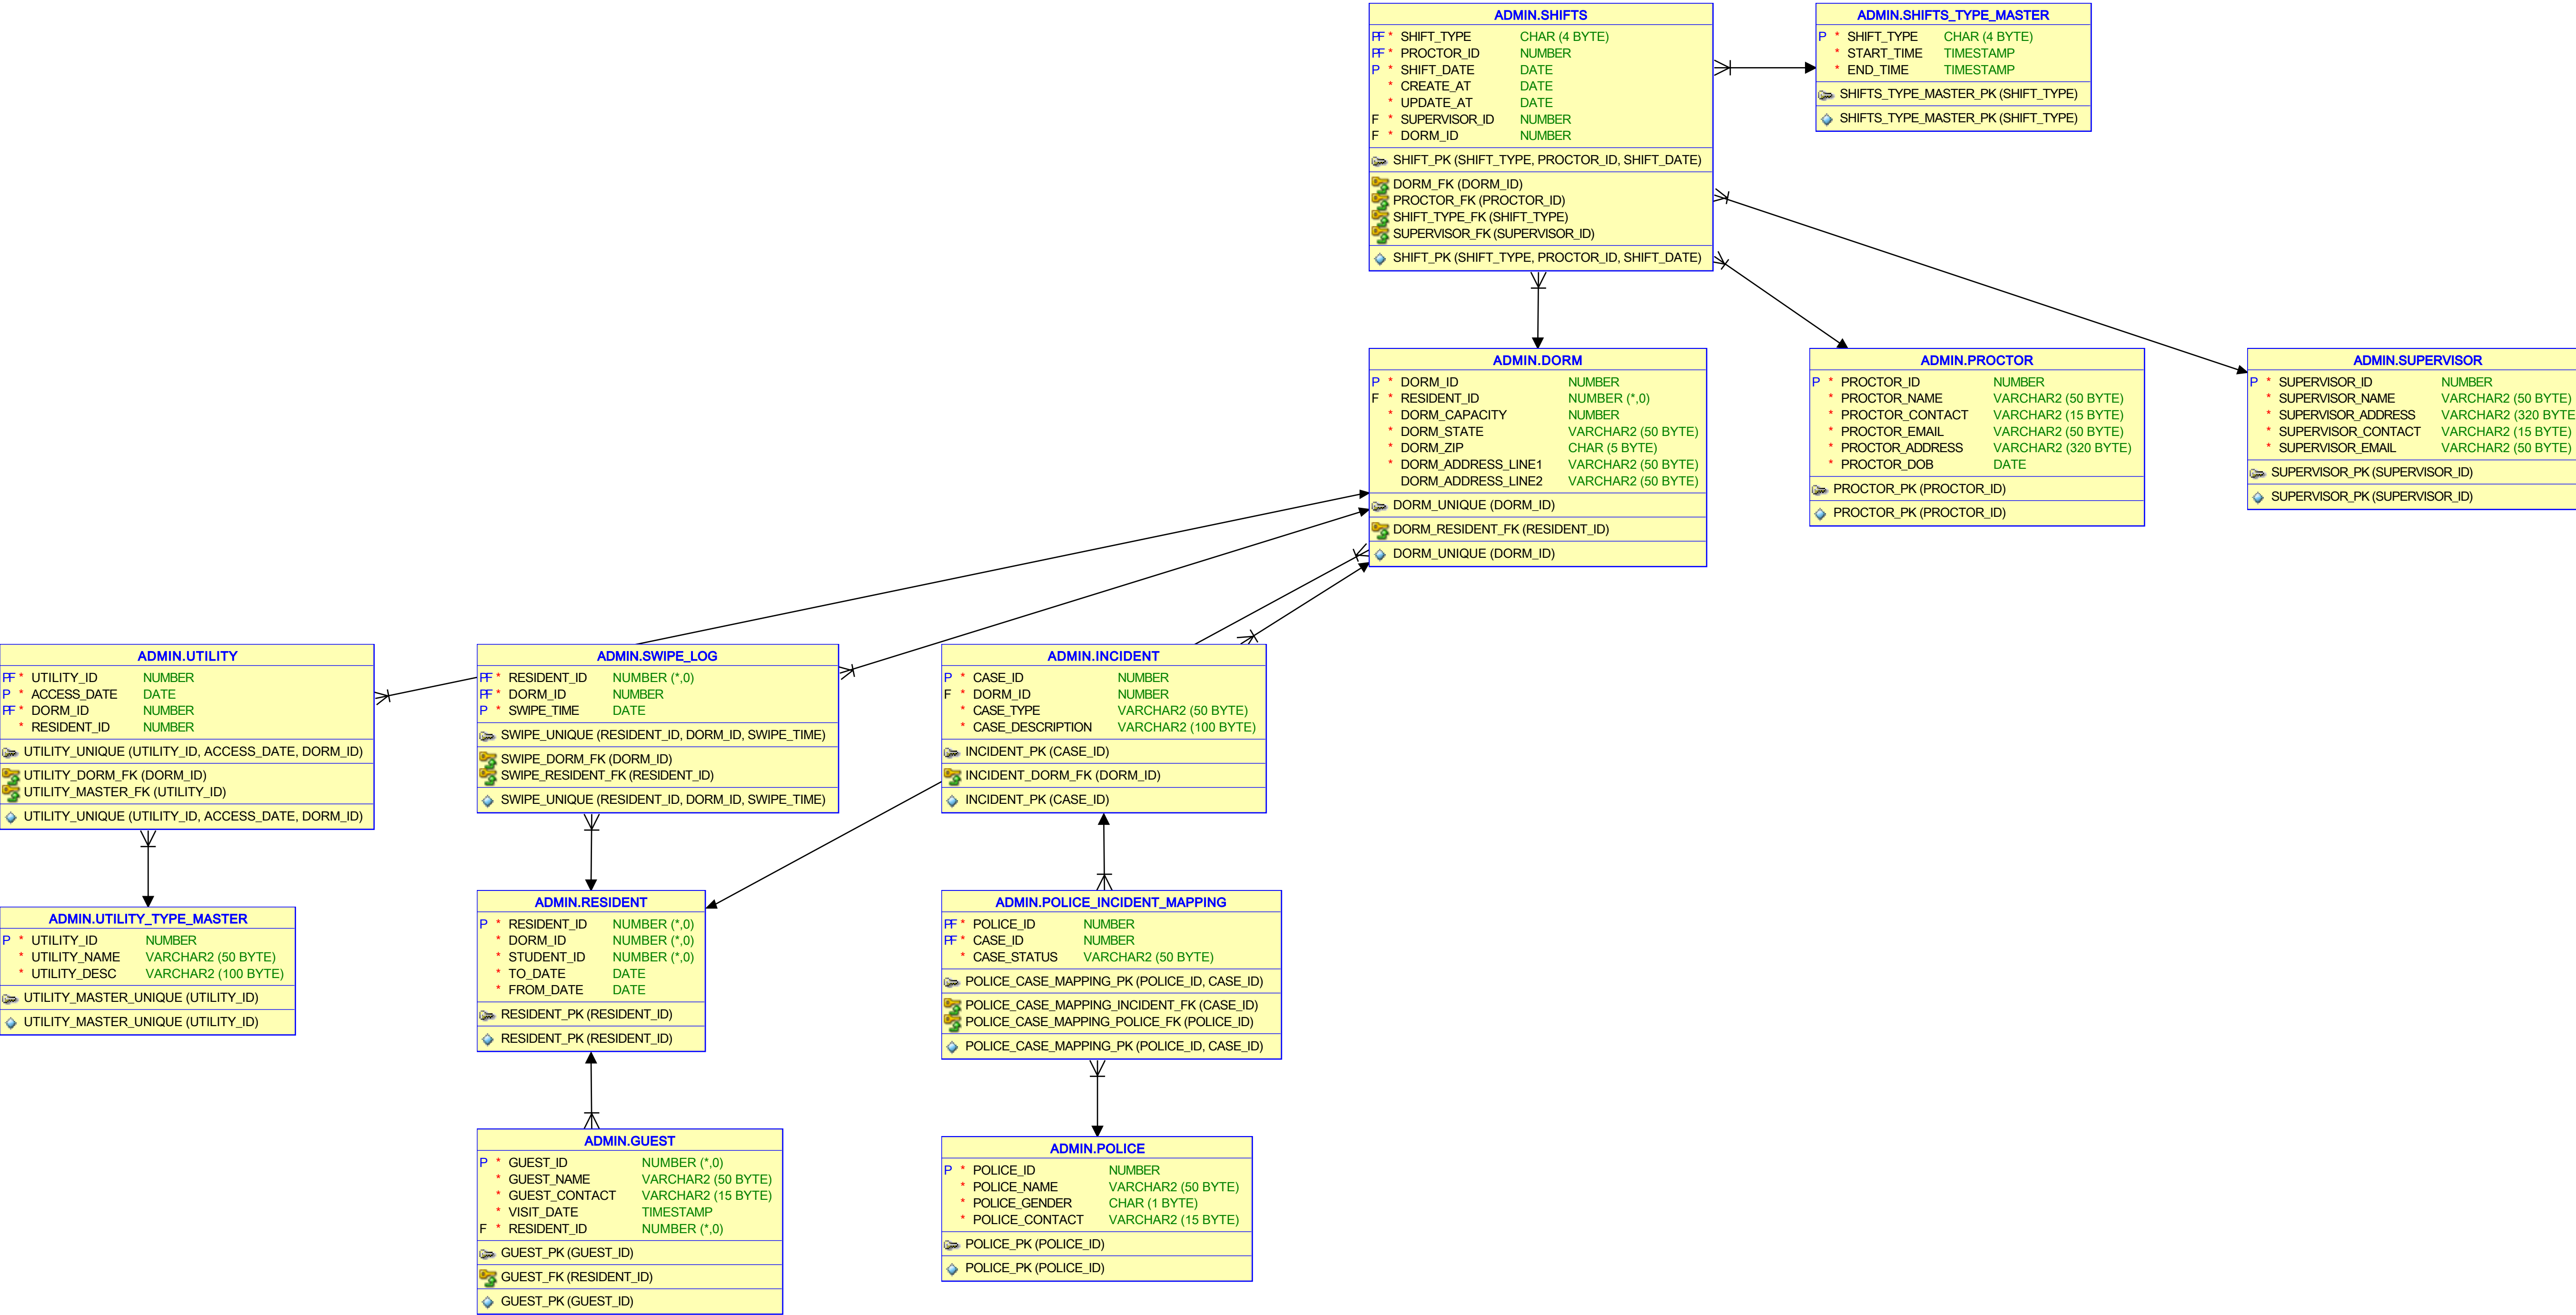 ADMIN.SHIFTS
PF * SHIFT_TYPE CHAR (4 BYTE)
PF * PROCTOR_ID NUMBER
P * SHIFT_DATE DATE
* CREATE_AT DATE
* UPDATE_AT DATE
F * SUPERVISOR_ID NUMBER
F * DORM_ID NUMBER
SHIFT_PK (SHIFT_TYPE, PROCTOR_ID, SHIFT_DATE)
DORM_FK (DORM_ID)
PROCTOR_FK (PROCTOR_ID)
SHIFT_TYPE_FK (SHIFT_TYPE)
SUPERVISOR_FK (SUPERVISOR_ID)
SHIFT_PK (SHIFT_TYPE, PROCTOR_ID, SHIFT_DATE)
ADMIN.SHIFTS_TYPE_MASTER
P * SHIFT_TYPE CHAR (4 BYTE)
* START_TIME TIMESTAMP
* END_TIME TIMESTAMP
SHIFTS_TYPE_MASTER_PK (SHIFT_TYPE)
SHIFTS_TYPE_MASTER_PK (SHIFT_TYPE)
ADMIN.DORM
P * DORM_ID NUMBER
F * RESIDENT_ID NUMBER (*,0)
* DORM_CAPACITY NUMBER
* DORM_STATE VARCHAR2 (50 BYTE)
* DORM_ZIP CHAR (5 BYTE)
* DORM_ADDRESS_LINE1 VARCHAR2 (50 BYTE)
DORM_ADDRESS_LINE2 VARCHAR2 (50 BYTE)
DORM_UNIQUE (DORM_ID)
DORM_RESIDENT_FK (RESIDENT_ID)
DORM_UNIQUE (DORM_ID)
ADMIN.PROCTOR
P * PROCTOR_ID NUMBER
* PROCTOR_NAME VARCHAR2 (50 BYTE)
* PROCTOR_CONTACT VARCHAR2 (15 BYTE)
* PROCTOR_EMAIL VARCHAR2 (50 BYTE)
* PROCTOR_ADDRESS VARCHAR2 (320 BYTE)
* PROCTOR_DOB DATE
PROCTOR_PK (PROCTOR_ID)
PROCTOR_PK (PROCTOR_ID)
ADMIN.SUPERVISOR
P * SUPERVISOR_ID NUMBER
* SUPERVISOR_NAME VARCHAR2 (50 BYTE)
* SUPERVISOR_ADDRESS VARCHAR2 (320 BYTE
* SUPERVISOR_CONTACT VARCHAR2 (15 BYTE)
* SUPERVISOR_EMAIL VARCHAR2 (50 BYTE)
SUPERVISOR_PK (SUPERVISOR_ID)
SUPERVISOR_PK (SUPERVISOR_ID)
ADMIN.UTILITY
PF * UTILITY_ID NUMBER
P * ACCESS_DATE DATE
PF * DORM_ID NUMBER
* RESIDENT_ID NUMBER
UTILITY_UNIQUE (UTILITY_ID, ACCESS_DATE, DORM_ID)
UTILITY_DORM_FK (DORM_ID)
UTILITY_MASTER_FK (UTILITY_ID)
UTILITY_UNIQUE (UTILITY_ID, ACCESS_DATE, DORM_ID)
ADMIN.SWIPE_LOG
PF * RESIDENT_ID NUMBER (*,0)
PF * DORM_ID NUMBER
P * SWIPE_TIME DATE
SWIPE_UNIQUE (RESIDENT_ID, DORM_ID, SWIPE_TIME)
SWIPE_DORM_FK (DORM_ID)
SWIPE_RESIDENT_FK (RESIDENT_ID)
SWIPE_UNIQUE (RESIDENT_ID, DORM_ID, SWIPE_TIME)
ADMIN.INCIDENT
P * CASE_ID NUMBER
F * DORM_ID NUMBER
* CASE_TYPE VARCHAR2 (50 BYTE)
* CASE_DESCRIPTION VARCHAR2 (100 BYTE)
INCIDENT_PK (CASE_ID)
INCIDENT_DORM_FK (DORM_ID)
INCIDENT_PK (CASE_ID)
ADMIN.UTILITY_TYPE_MASTER
P * UTILITY_ID NUMBER
* UTILITY_NAME VARCHAR2 (50 BYTE)
* UTILITY_DESC VARCHAR2 (100 BYTE)
UTILITY_MASTER_UNIQUE (UTILITY_ID)
UTILITY_MASTER_UNIQUE (UTILITY_ID)
ADMIN.RESIDENT
P * RESIDENT_ID NUMBER (*,0)
* DORM_ID NUMBER (*,0)
* STUDENT_ID NUMBER (*,0)
* TO_DATE DATE
* FROM_DATE DATE
RESIDENT_PK (RESIDENT_ID)
RESIDENT_PK (RESIDENT_ID)
ADMIN.POLICE_INCIDENT_MAPPING
PF * POLICE_ID NUMBER
PF * CASE_ID NUMBER
* CASE_STATUS VARCHAR2 (50 BYTE)
POLICE_CASE_MAPPING_PK (POLICE_ID, CASE_ID)
POLICE_CASE_MAPPING_INCIDENT_FK (CASE_ID)
POLICE_CASE_MAPPING_POLICE_FK (POLICE_ID)
POLICE_CASE_MAPPING_PK (POLICE_ID, CASE_ID)
ADMIN.GUEST
P * GUEST_ID NUMBER (*,0)
* GUEST_NAME VARCHAR2 (50 BYTE)
* GUEST_CONTACT VARCHAR2 (15 BYTE)
* VISIT_DATE TIMESTAMP
F * RESIDENT_ID NUMBER (*,0)
GUEST_PK (GUEST_ID)
GUEST_FK (RESIDENT_ID)
GUEST_PK (GUEST_ID)
ADMIN.POLICE
P * POLICE_ID NUMBER
* POLICE_NAME VARCHAR2 (50 BYTE)
* POLICE_GENDER CHAR (1 BYTE)
* POLICE_CONTACT VARCHAR2 (15 BYTE)
POLICE_PK (POLICE_ID)
POLICE_PK (POLICE_ID)